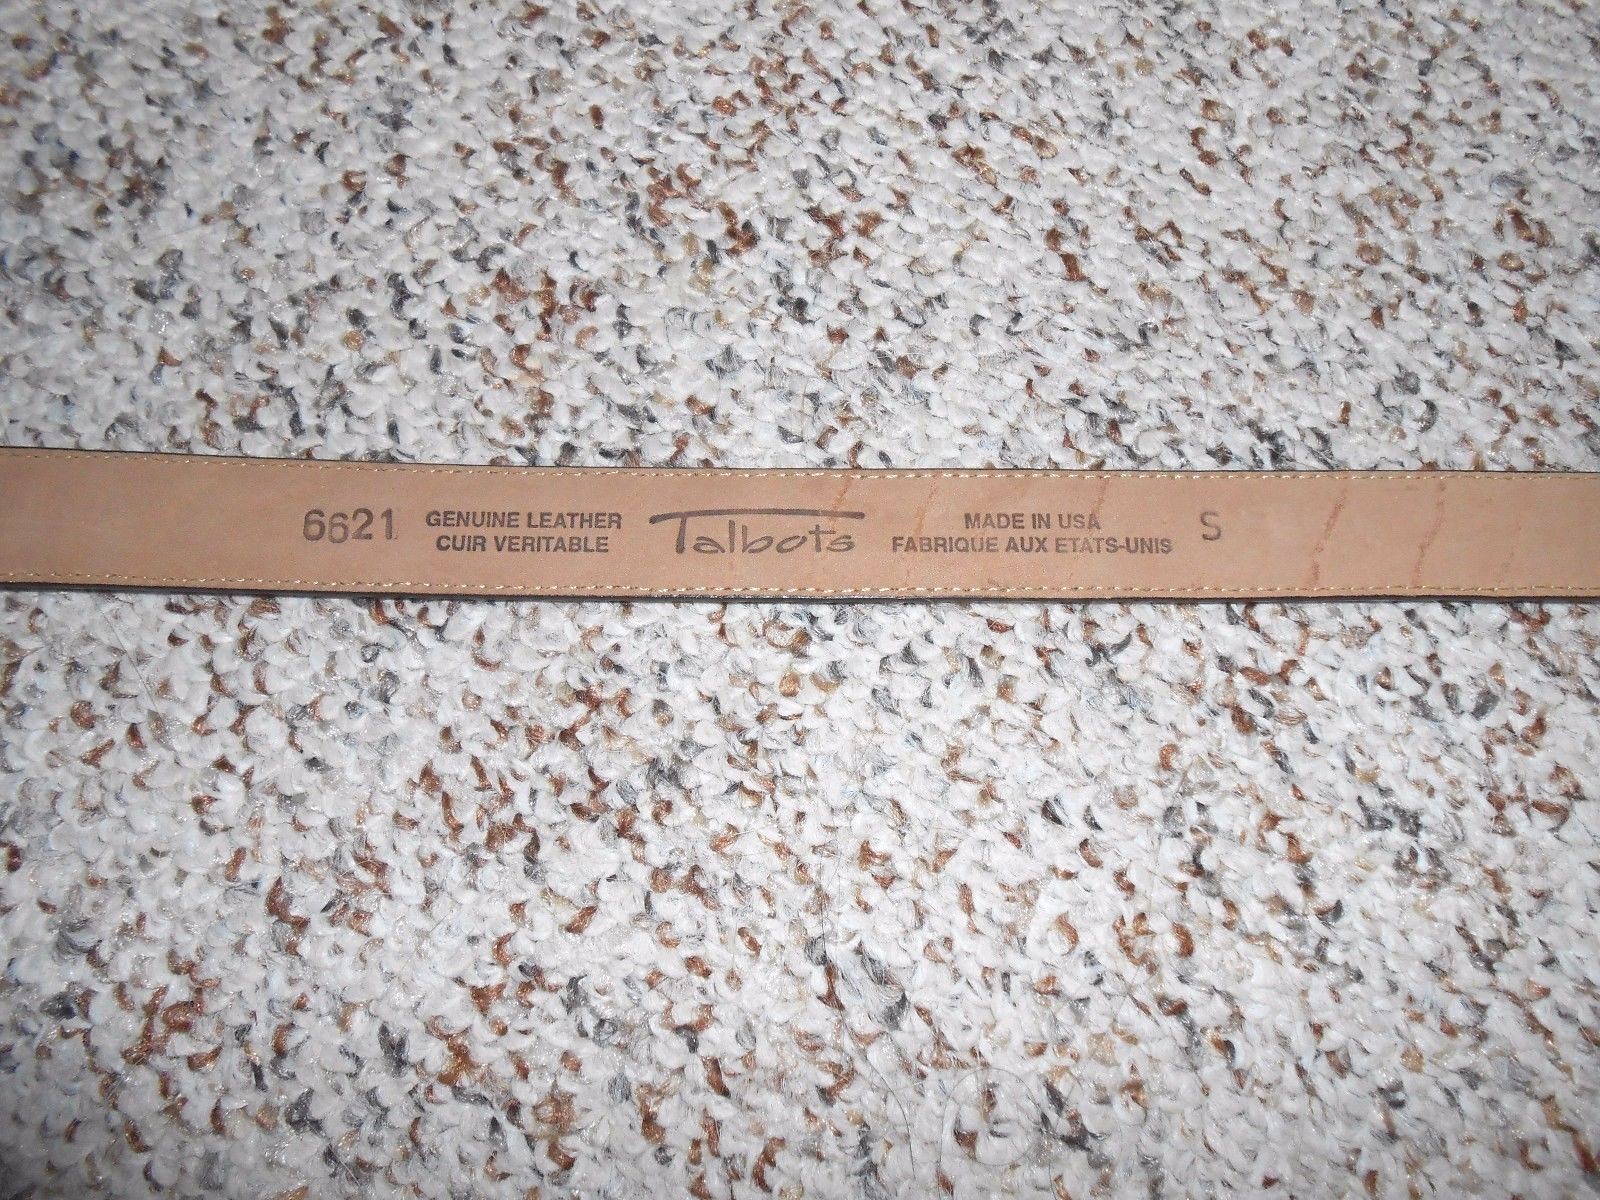 6621
GENUINE LEATHER
CUIR VERITABLE
Talbots
MADE IN USA
FABRIQUE AUX ETATS-UNIS
S